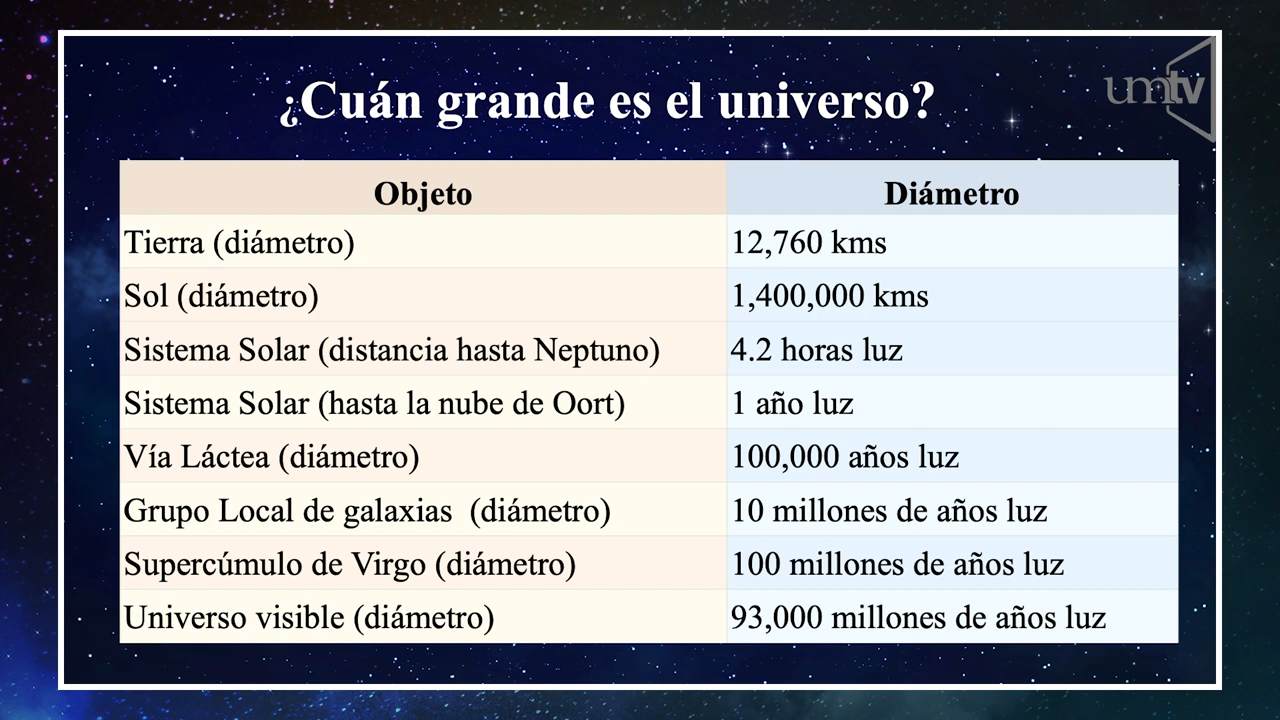 ¿Cuán grande es el universo?
umtv
Objeto Diámetro
Tierra (diámetro) 12,760 kms
Sol (diámetro) 1,400,000 kms
Sistema Solar (distancia hasta Neptuno) 4.2 horas luz
Sistema Solar (hasta la nube de Oort) 1 año luz
Vía Láctea (diámetro) 100,000 años luz
Grupo Local de galaxias  (diámetro) 10 millones de años luz
Supercúmulo de Virgo (diámetro) 100 millones de años luz
Universo visible (diámetro) 93,000 millones de años luz